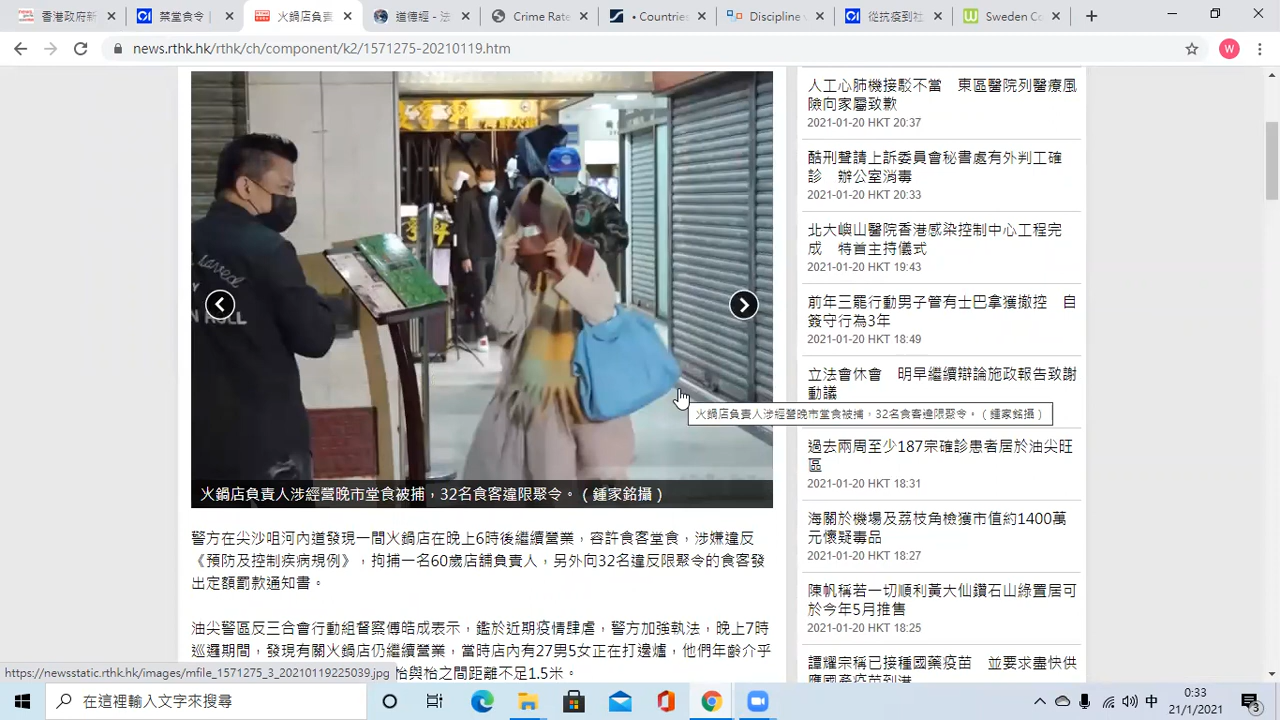 香港政府新
禁堂食令 |
火鍋店負責
道德經 - 法
Crime Rate
• Countries
Discipline v
從抗疫到社
Sweden Co
news.rthk.hk/rthk/ch/component/k2/1571275-20210119.htm
W
saved
N ROLL
火鍋店負責人涉經營晚市堂食被捕，32名食客違限聚令。（鍾家銘攝）
火鍋店負責人涉經營晚市堂食被捕，32名食客違限聚令。（鍾家銘攝）
警方在尖沙咀河內道發現一間火鍋店在晚上6時後繼續營業，容許食客堂食，涉嫌違反
《預防及控制疾病規例》，拘捕一名60歲店舖負責人，另外向32名違反限聚令的食客發
出定額罰款通知書。
油尖警區反三合會行動組督察傅皓成表示，鑑於近期疫情肆虐，警方加強執法，晚上7時
巡邏期間，發現有關火鍋店仍繼續營業，當時店內有27男5女正在打邊爐，他們年齡介乎
枱與枱之間距離不足1.5米。
人工心肺機接駁不當　東區醫院列醫療風
險向家屬致歉
2021-01-20 HKT 20:37
酷刑聲請上訴委員會秘書處有外判工確
診　辦公室消毒
2021-01-20 HKT 20:33
北大嶼山醫院香港感染控制中心工程完
成　特首主持儀式
2021-01-20 HKT 19:43
前年三罷行動男子管有士巴拿獲撤控　自
簽守行為3年
2021-01-20 HKT 18:49
立法會休會　明早繼續辯論施政報告致謝
動議
過去兩周至少187宗確診患者居於油尖旺
區
2021-01-20 HKT 18:31
海關於機場及荔枝角檢獲市值約1400萬
元懷疑毒品
2021-01-20 HKT 18:27
陳帆稱若一切順利黃大仙鑽石山綠置居可
於今年5月推售
2021-01-20 HKT 18:25
譚耀宗稱已接種國藥疫苗　並要求盡快供
應國產疫苗到港
https://newsstatic.rthk.hk/images/mfile_1571275_3_20210119225039.jpg
在這裡輸入文字來搜尋
中
0:33
21/1/2021
3